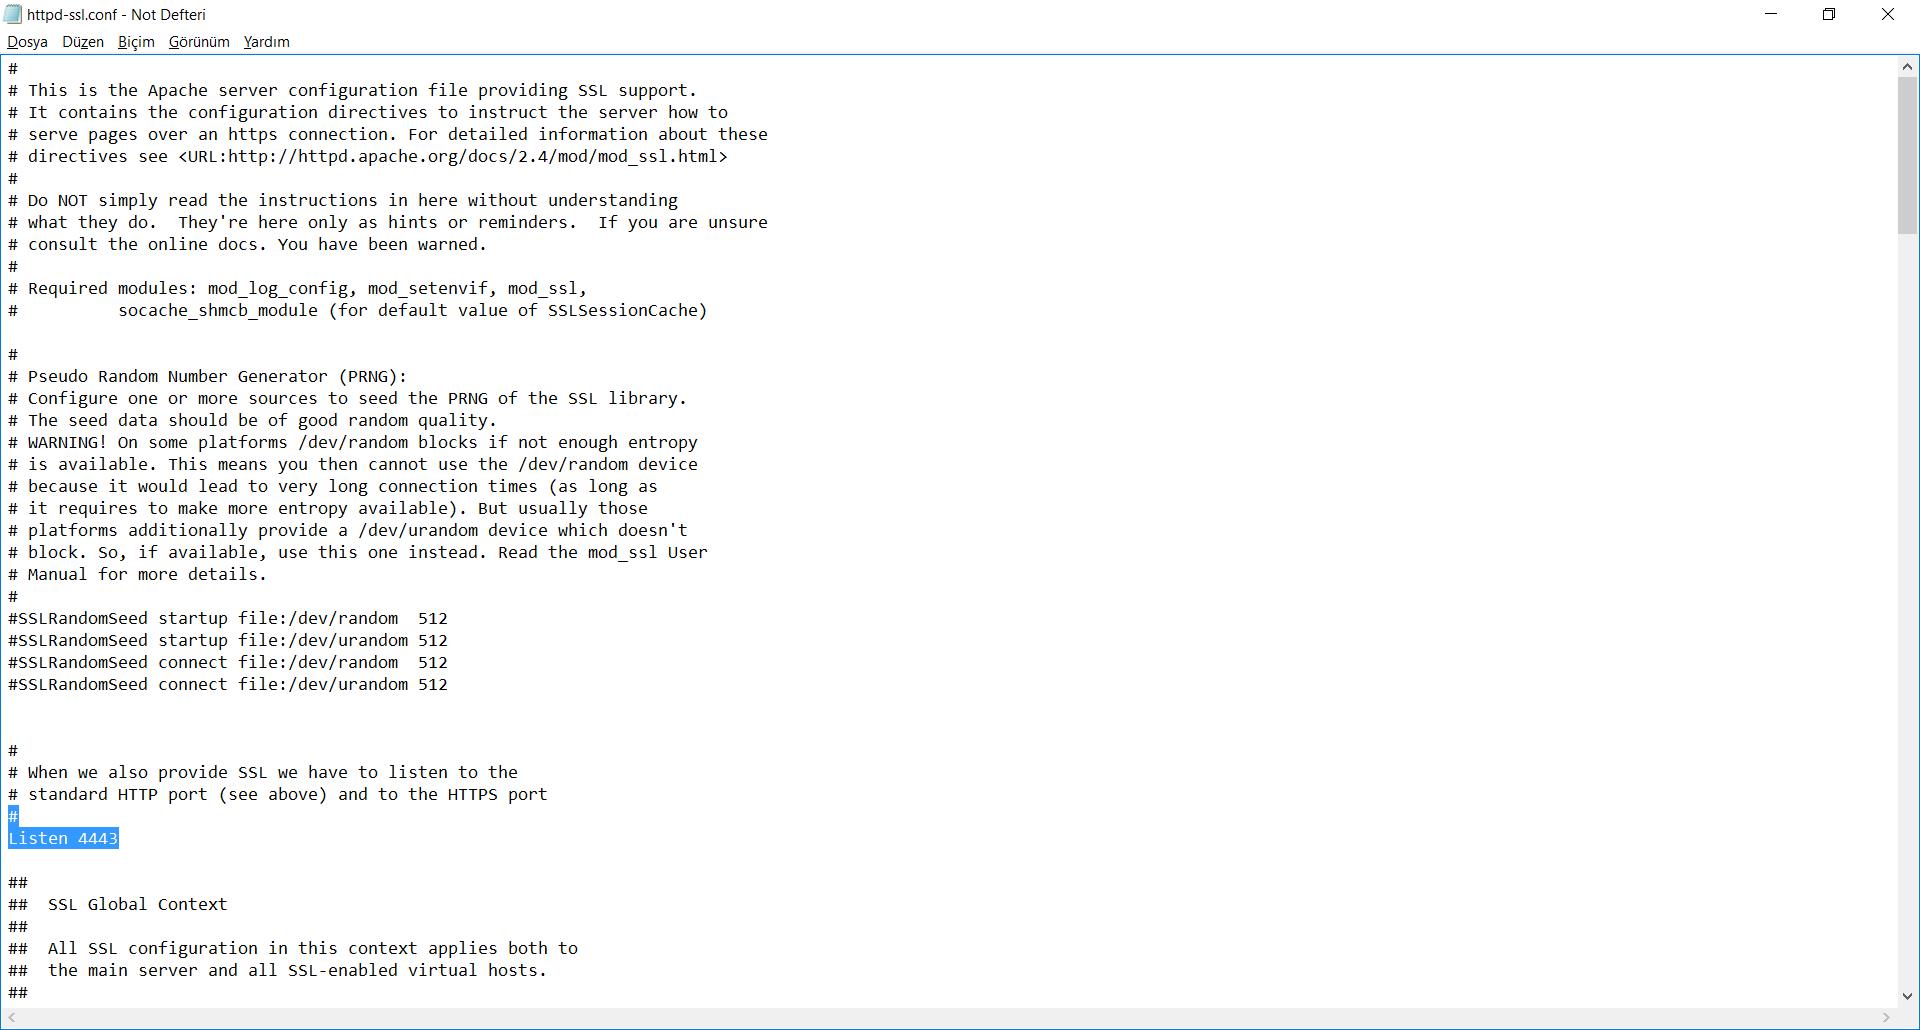 httpd-ssl.conf - Not Defteri
Dosya Düzen Biçim Görünüm Yardım
#
# This is the Apache server configuration file providing SSL support.
# It contains the configuration directives to instruct the server how to
# serve pages over an https connection. For detailed information about these
# directives see <URL:http://httpd.apache.org/docs/2.4/mod/mod_ssl.html>
#
# Do NOT simply read the instructions in here without understanding
# what they do.  They're here only as hints or reminders.  If you are unsure
# consult the online docs. You have been warned.
#
# Required modules: mod_log_config, mod_setenvif, mod_ssl,
#          socache_shmcb_module (for default value of SSLSessionCache)

#
# Pseudo Random Number Generator (PRNG):
# Configure one or more sources to seed the PRNG of the SSL library.
# The seed data should be of good random quality.
# WARNING! On some platforms /dev/random blocks if not enough entropy
# is available. This means you then cannot use the /dev/random device
# because it would lead to very long connection times (as long as
# it requires to make more entropy available). But usually those
# platforms additionally provide a /dev/urandom device which doesn't
# block. So, if available, use this one instead. Read the mod_ssl User
# Manual for more details.
#
#SSLRandomSeed startup file:/dev/random  512
#SSLRandomSeed startup file:/dev/urandom 512
#SSLRandomSeed connect file:/dev/random  512
#SSLRandomSeed connect file:/dev/urandom 512

#
# When we also provide SSL we have to listen to the
# standard HTTP port (see above) and to the HTTPS port
#
Listen 4443

##
##  SSL Global Context
##
##  All SSL configuration in this context applies both to
##  the main server and all SSL-enabled virtual hosts.
##